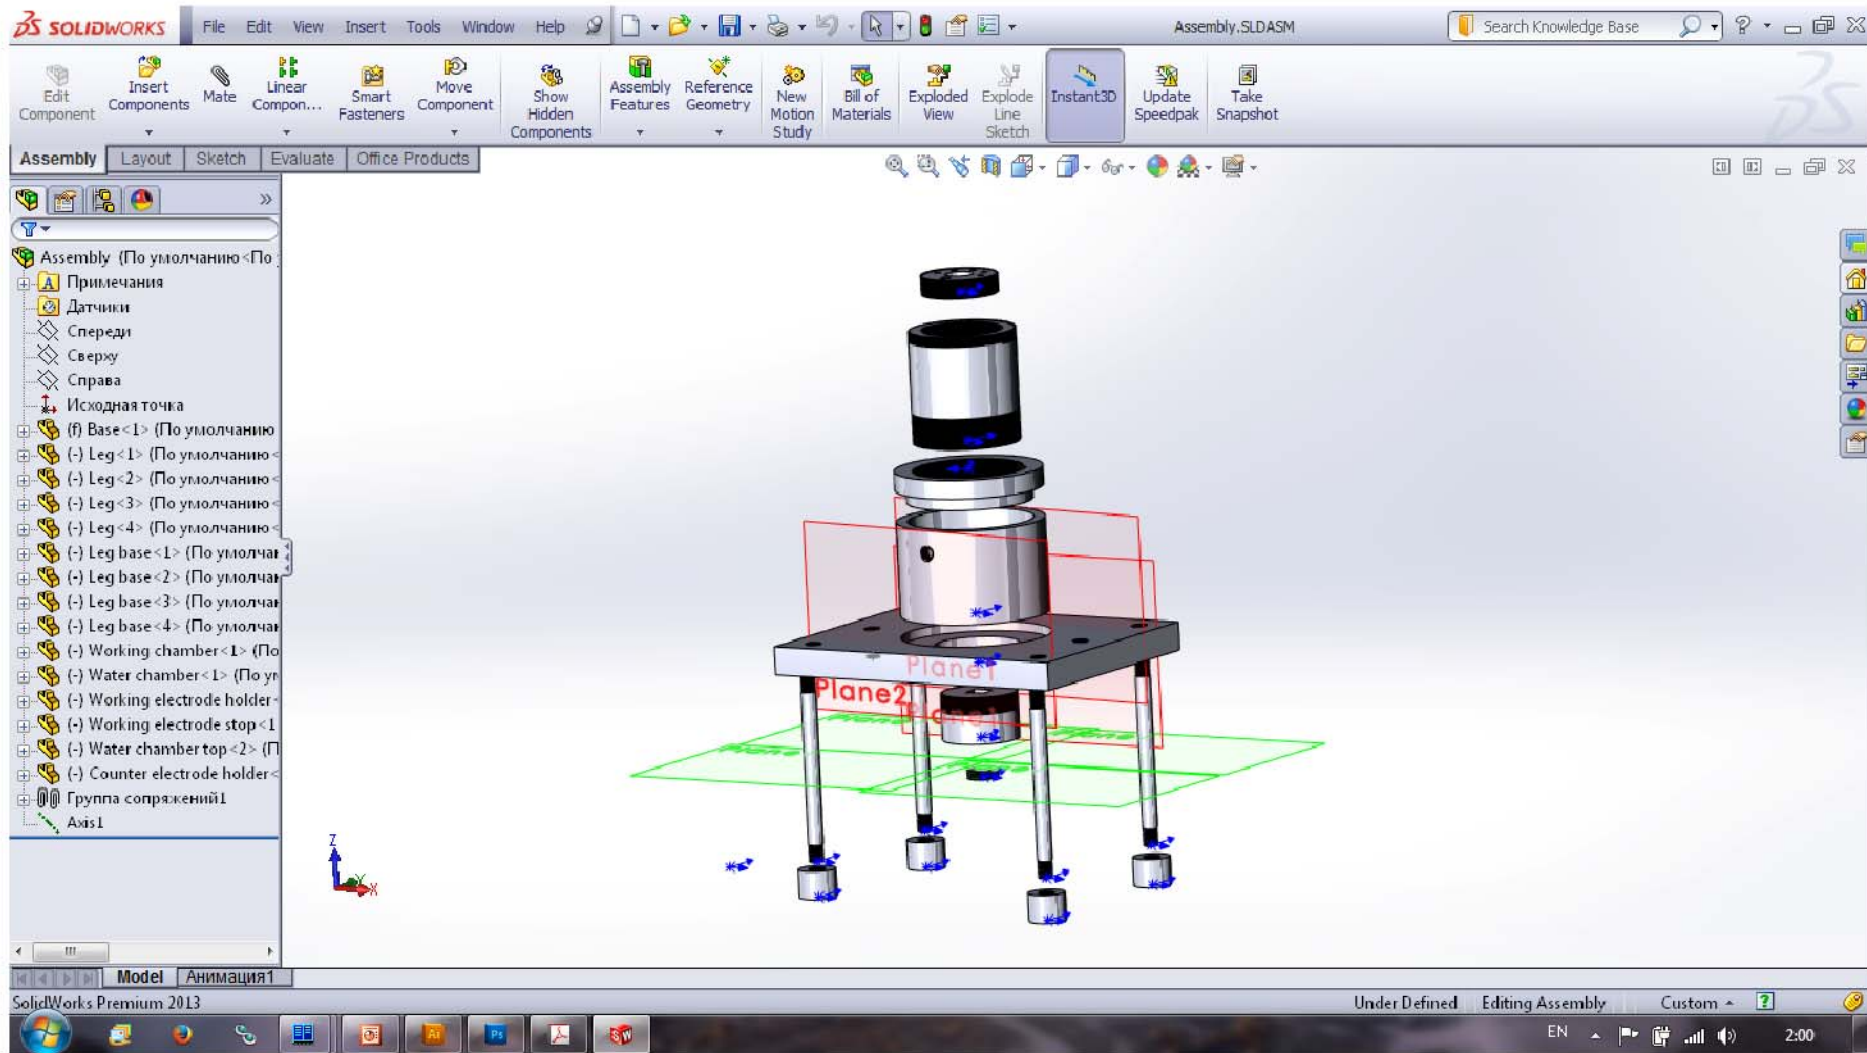 SOLIDWORKS File Edit View Insert Tools Window Help Assembly.SLDASM Search Knowledge Base ?
Edit Component
Insert Components
Mate
Linear Compon...
Smart Fasteners
Move Component
Show Hidden Components
Assembly Features
Reference Geometry
New Motion Study
Bill of Materials
Exploded View
Explode Line Sketch
Instant3D
Update Speedpak
Take Snapshot
Assembly Layout Sketch Evaluate Office Products
Assembly (По умолчанию<По
Примечания
Датчики
Спереди
Сверху
Справа
Исходная точка
(f) Base<1> (По умолчанию
(-) Leg<1> (По умолчанию<
(-) Leg<2> (По умолчанию<
(-) Leg<3> (По умолчанию<
(-) Leg<4> (По умолчанию<
(-) Leg base<1> (По умолчан
(-) Leg base<2> (По умолчан
(-) Leg base<3> (По умолчан
(-) Leg base<4> (По умолчан
(-) Working chamber<1> (По
(-) Water chamber<1> (По ум
(-) Working electrode holder
(-) Working electrode stop<1
(-) Water chamber top<2> (П
(-) Counter electrode holder<
Группа сопряжений1
Axis1
Plane1
Plane2
Plane1
Z
Y
X
Model Анимация1
SolidWorks Premium 2013 Under Defined Editing Assembly Custom ?
Ai Ps SW EN 2:00